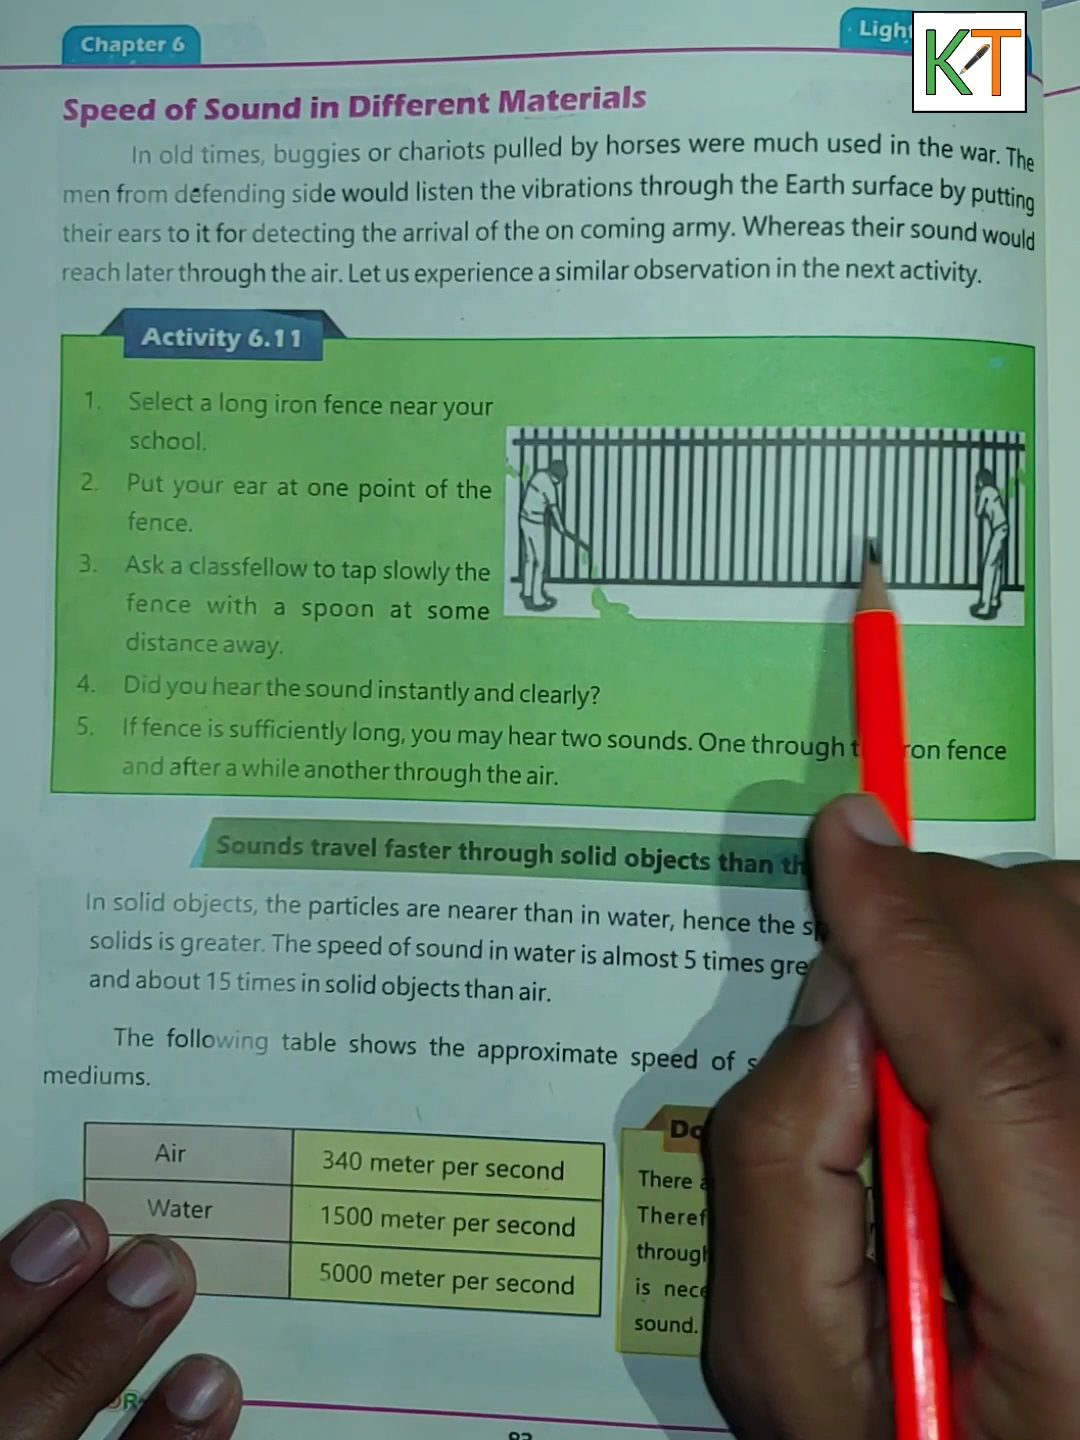 Chapter 6
KT
Speed of Sound in Different Materials
In old times, buggies or chariots pulled by horses were much used in the war. The
men from defending side would listen the vibrations through the Earth surface by putting
their ears to it for detecting the arrival of the on coming army. Whereas their sound would
reach later through the air. Let us experience a similar observation in the next activity.
Activity 6.11
1. Select a long iron fence near your
school.
2. Put your ear at one point of the
fence.
3. Ask a classfellow to tap slowly the
fence with a spoon at some
distance away.
4. Did you hear the sound instantly and clearly?
5. If fence is sufficiently long, you may hear two sounds. One through fence
and after a while another through the air.
Sounds travel faster through solid objects than
In solid objects, the particles are nearer than in water, hence the
solids is greater. The speed of sound in water is almost 5 times
and about 15 times in solid objects than air.
The following table shows the approximate speed of
mediums.
Air 340 meter per second
Water 1500 meter per second
5000 meter per second
There
through
is
sound.